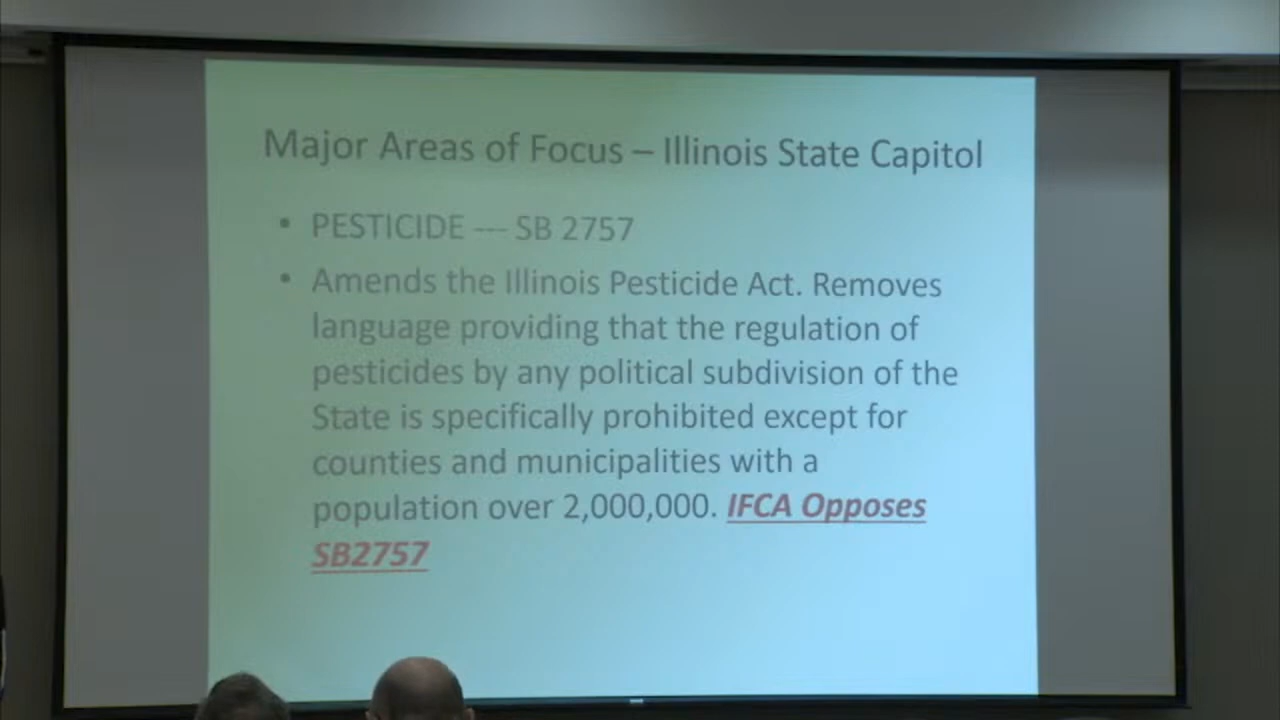 Major Areas of Focus – Illinois State Capitol
• PESTICIDE --- SB 2757
• Amends the Illinois Pesticide Act. Removes
language providing that the regulation of
pesticides by any political subdivision of the
State is specifically prohibited except for
counties and municipalities with a
population over 2,000,000. IFCA Opposes
SB2757